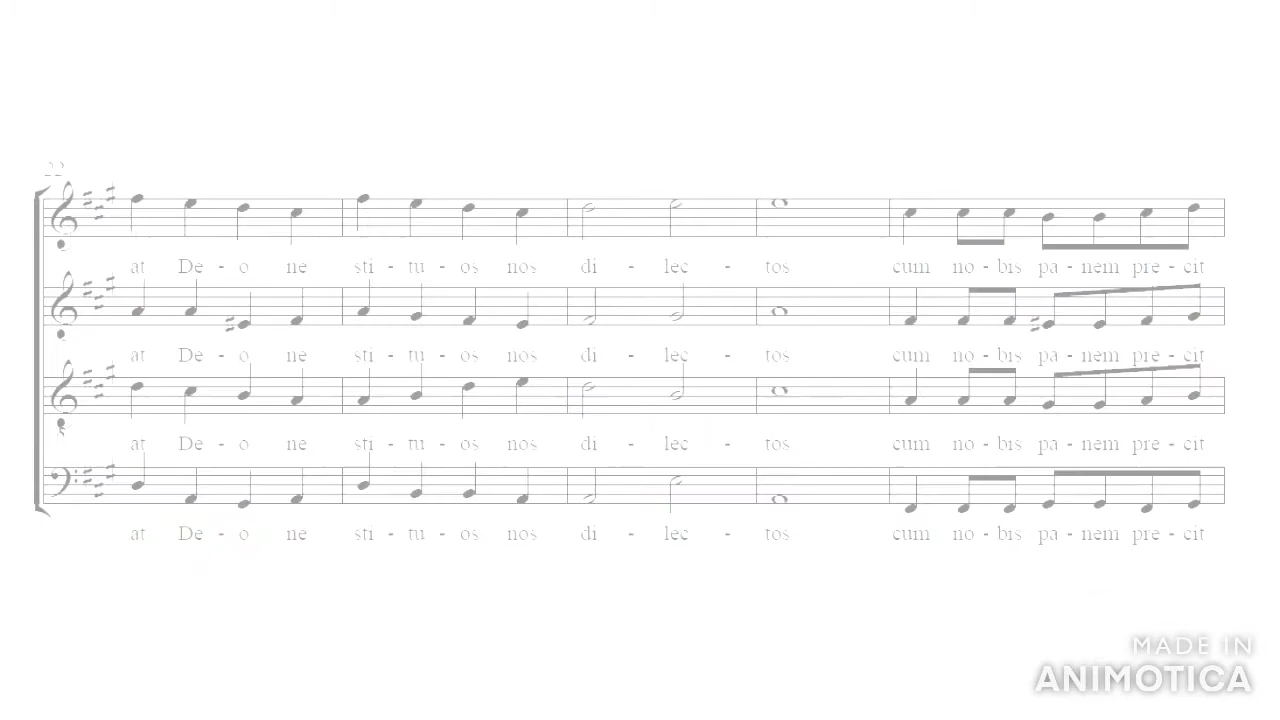 22
at De - o ne sti - tu - os nos di - lec - tos cum no - bis pa - nem pre - cit
at De - o ne sti - tu - os nos di - lec - tos cum no - bis pa - nem pre - cit
at De - o ne sti - tu - os nos di - lec - tos cum no - bis pa - nem pre - cit
at De - o ne sti - tu - os nos di - lec - tos cum no - bis pa - nem pre - cit
MADE IN
ANIMOTICA